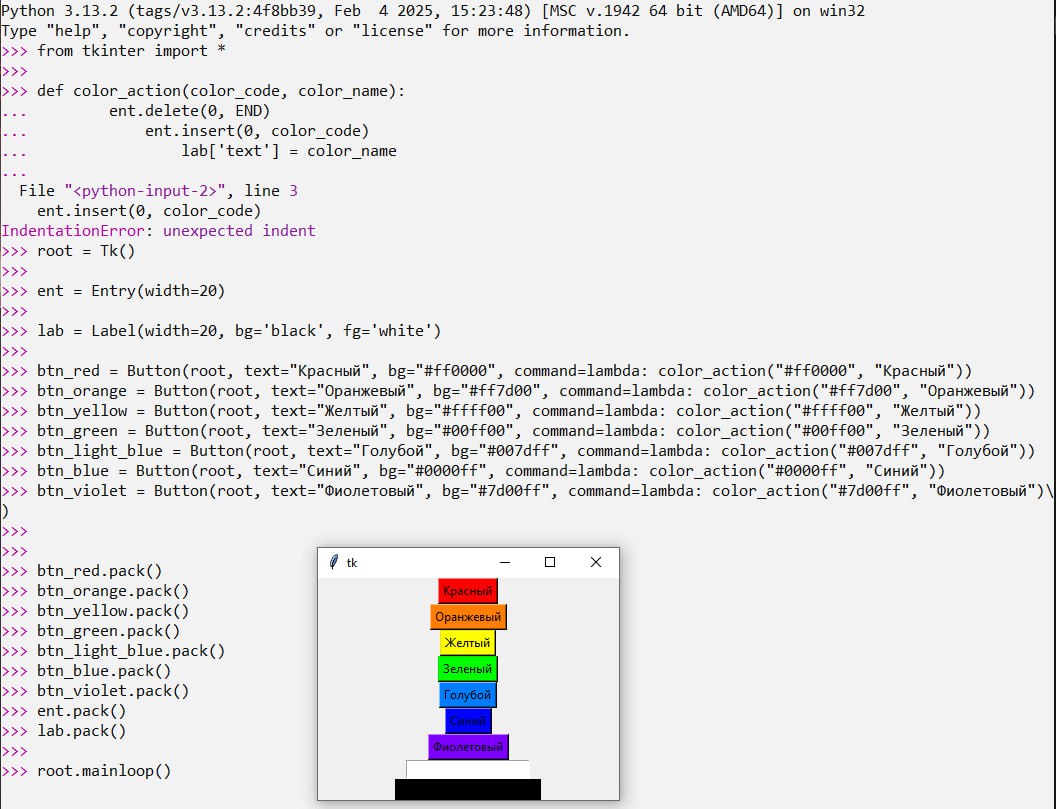 Python 3.13.2 (tags/v3.13.2:4f8bb39, Feb  4 2025, 15:23:48) [MSC v.1942 64 bit (AMD64)] on win32
Type "help", "copyright", "credits" or "license" for more information.
>>> from tkinter import *
>>>
>>> def color_action(color_code, color_name):
...         ent.delete(0, END)
...             ent.insert(0, color_code)
...                 lab['text'] = color_name
...
  File "<python-input-2>", line 3
    ent.insert(0, color_code)
IndentationError: unexpected indent
>>> root = Tk()
>>>
>>> ent = Entry(width=20)
>>>
>>> lab = Label(width=20, bg='black', fg='white')
>>>
>>> btn_red = Button(root, text="Красный", bg="#ff0000", command=lambda: color_action("#ff0000", "Красный"))
>>> btn_orange = Button(root, text="Оранжевый", bg="#ff7d00", command=lambda: color_action("#ff7d00", "Оранжевый"))
>>> btn_yellow = Button(root, text="Желтый", bg="#ffff00", command=lambda: color_action("#ffff00", "Желтый"))
>>> btn_green = Button(root, text="Зеленый", bg="#00ff00", command=lambda: color_action("#00ff00", "Зеленый"))
>>> btn_light_blue = Button(root, text="Голубой", bg="#007dff", command=lambda: color_action("#007dff", "Голубой"))
>>> btn_blue = Button(root, text="Синий", bg="#0000ff", command=lambda: color_action("#0000ff", "Синий"))
>>> btn_violet = Button(root, text="Фиолетовый", bg="#7d00ff", command=lambda: color_action("#7d00ff", "Фиолетовый")\
)
>>>
>>>
>>> btn_red.pack()
>>> btn_orange.pack()
>>> btn_yellow.pack()
>>> btn_green.pack()
>>> btn_light_blue.pack()
>>> btn_blue.pack()
>>> btn_violet.pack()
>>> ent.pack()
>>> lab.pack()
>>>
>>> root.mainloop()
tk
Красный
Оранжевый
Желтый
Зеленый
Голубой
Синий
Фиолетовый